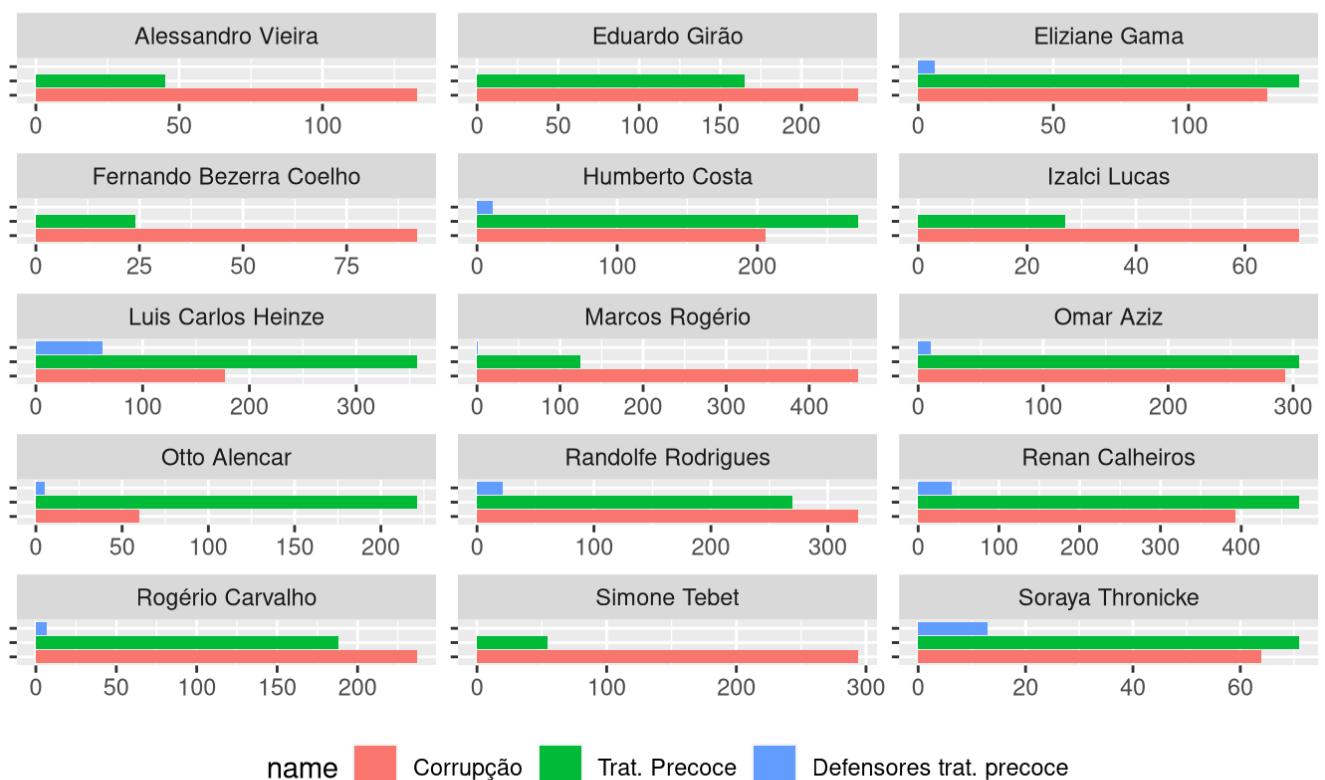 Alessandro Vieira
Eduardo Girão
Eliziane Gama
0 50 100
0 50 100 150 200
0 50 100
Fernando Bezerra Coelho
Humberto Costa
Izalci Lucas
0 25 50 75
0 100 200
0 20 40 60
Luis Carlos Heinze
Marcos Rogério
Omar Aziz
0 100 200 300
0 100 200 300 400
0 100 200 300
Otto Alencar
Randolfe Rodrigues
Renan Calheiros
0 50 100 150 200
0 100 200 300
0 100 200 300 400
Rogério Carvalho
Simone Tebet
Soraya Thronicke
0 50 100 150 200
0 100 200 300
0 20 40 60
name Corrupção Trat. Precoce Defensores trat. precoce